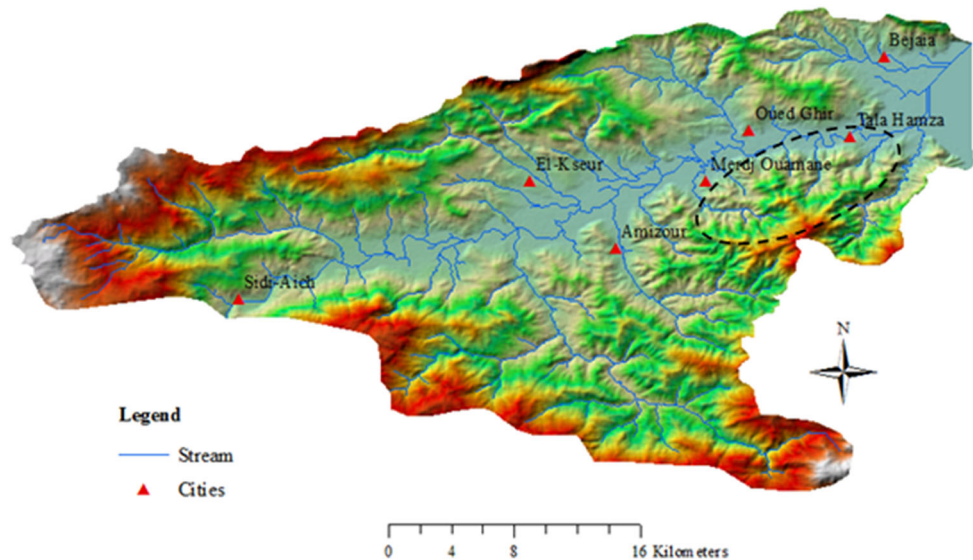 Bejaia
Oued Ghir
Tala Hamza
El-Kseur
Merdj Ouamane
Amizour
Sidi-Aich
N
Legend
Stream
Cities
0 4 8 16 Kilometers